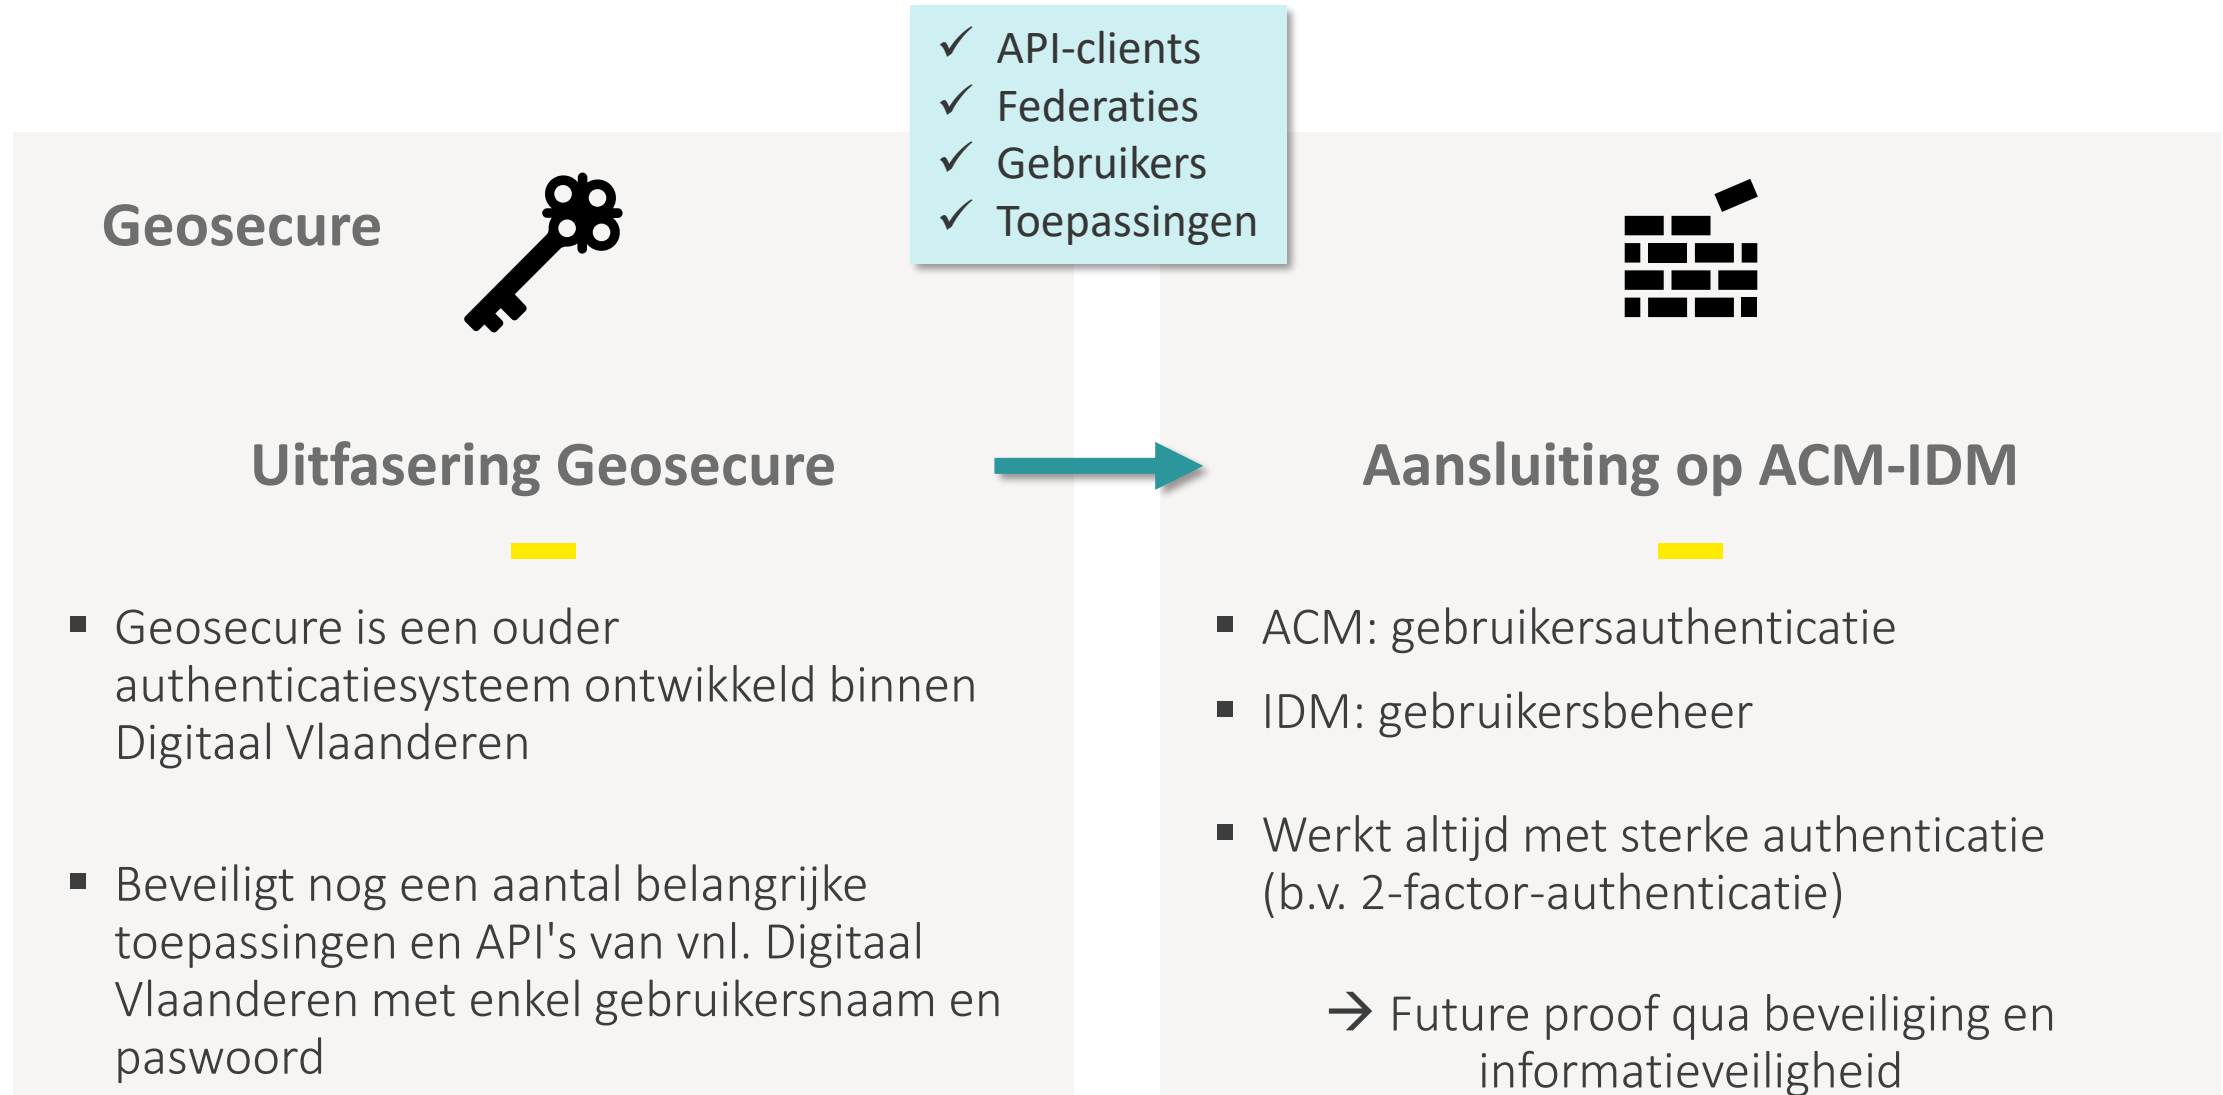 API-clients
Federaties
Gebruikers
Toepassingen
Geosecure
Uitfasering Geosecure
Geosecure is een ouder
authenticatiesysteem ontwikkeld binnen
Digitaal Vlaanderen
Beveiligt nog een aantal belangrijke
toepassingen en API's van vnl. Digitaal
Vlaanderen met enkel gebruikersnaam en
paswoord
Aansluiting op ACM-IDM
ACM: gebruikersauthenticatie
IDM: gebruikersbeheer
Werkt altijd met sterke authenticatie
(b.v. 2-factor-authenticatie)
→ Future proof qua beveiliging en
informatieveiligheid